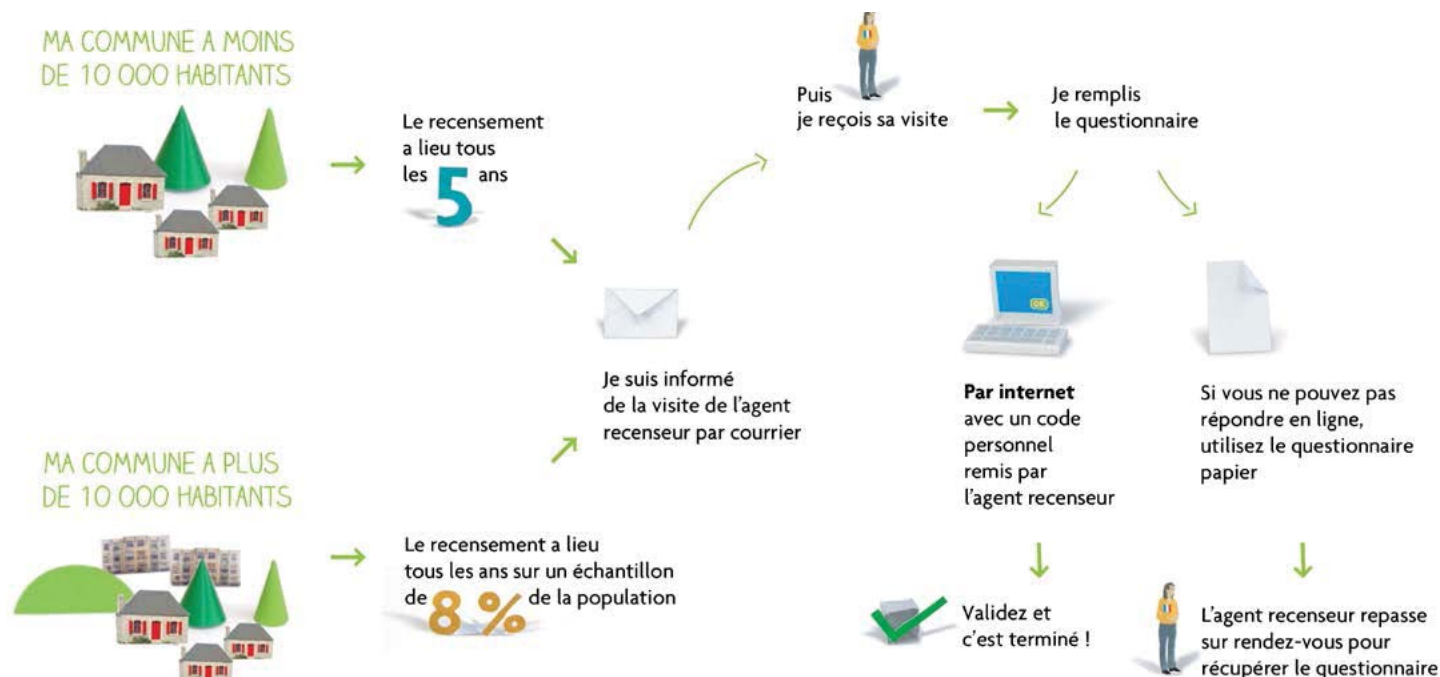 MA COMMUNE A MOINS
DE 10 000 HABITANTS
Le recensement
a lieu tous
les 5 ans
MA COMMUNE A PLUS
DE 10 000 HABITANTS
Le recensement a lieu
tous les ans sur un échantillon
de 8 % de la population
Je suis informé
de la visite de l'agent
recenseur par courrier
Puis
je reçois sa visite
Je remplis
le questionnaire
OK
Par internet
avec un code
personnel
remis par
l'agent recenseur
Validez et
c'est terminé !
Si vous ne pouvez pas
répondre en ligne,
utilisez le questionnaire
papier
L'agent recenseur repasse
sur rendez-vous pour
récupérer le questionnaire